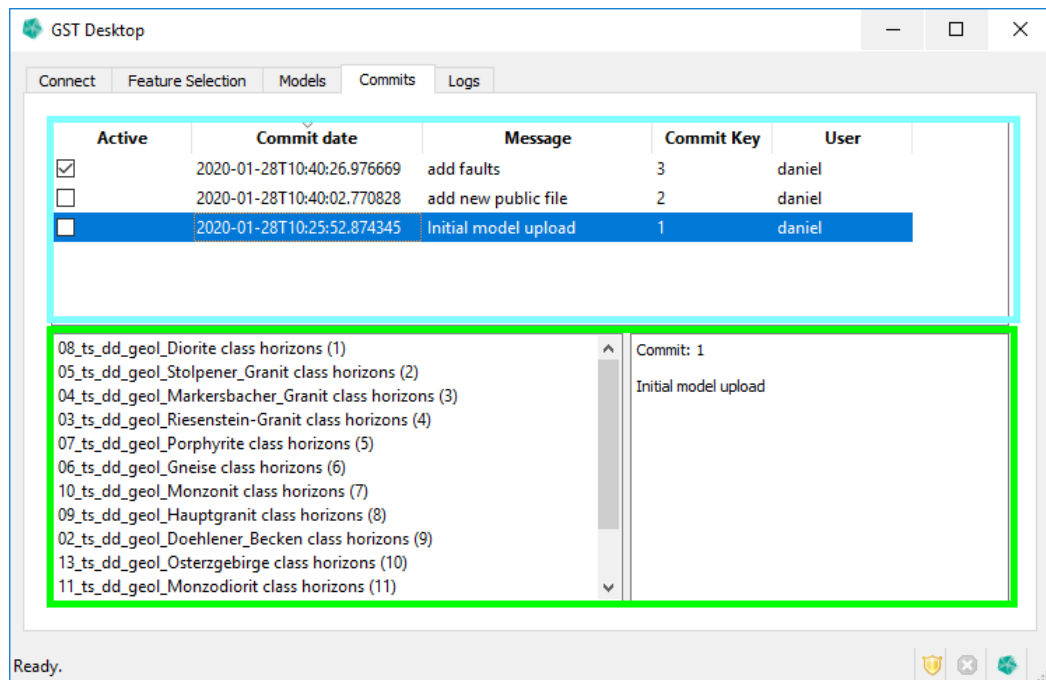 GST Desktop
Connect Feature Selection Models Commits Logs
Active Commit date Message Commit Key User
2020-01-28T10:40:26.976669 add faults 3 daniel
2020-01-28T10:40:02.770828 add new public file 2 daniel
2020-01-28T10:25:52.874345 Initial model upload 1 daniel
08_ts_dd_geol_Diorite class horizons (1)
05_ts_dd_geol_Stolpener_Granit class horizons (2)
04_ts_dd_geol_Markersbacher_Granit class horizons (3)
03_ts_dd_geol_Riesenstein-Granit class horizons (4)
07_ts_dd_geol_Porphyrite class horizons (5)
06_ts_dd_geol_Gneise class horizons (6)
10_ts_dd_geol_Monzonit class horizons (7)
09_ts_dd_geol_Hauptgranit class horizons (8)
02_ts_dd_geol_Doehlener_Becken class horizons (9)
13_ts_dd_geol_Osterzgebirge class horizons (10)
11_ts_dd_geol_Monzodiorit class horizons (11)
Commit: 1
Initial model upload
Ready.